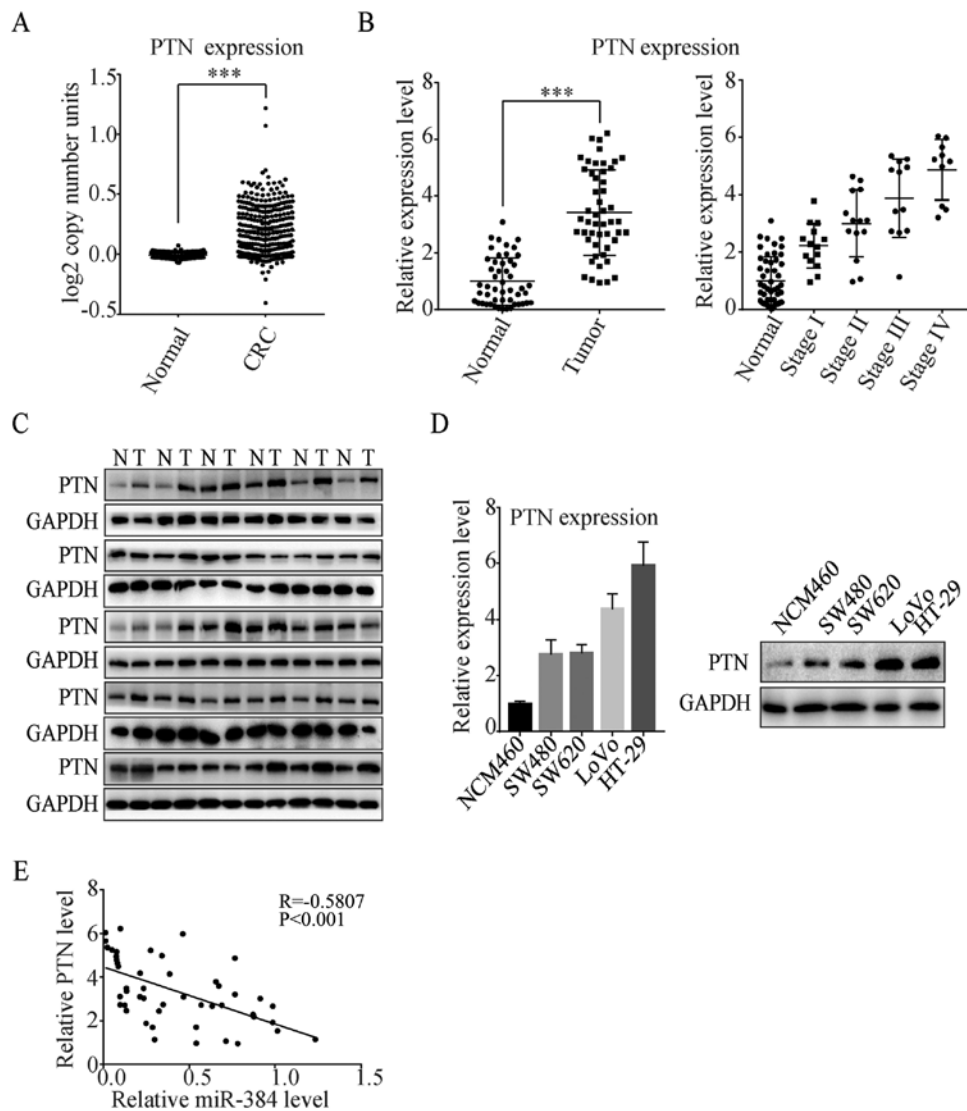 A
PTN expression
***
log2 copy number units
1.5
1.0
0.5
0.0
-0.5
Normal
CRC
B
PTN expression
***
Relative expression level
8
6
4
2
0
Normal
Tumor
Relative expression level
8
6
4
2
0
Normal
Stage I
Stage II
Stage III
Stage IV
C
N T N T N T N T N T N T
PTN
GAPDH
PTN
GAPDH
PTN
GAPDH
PTN
GAPDH
PTN
GAPDH
D
PTN expression
Relative expression level
8
6
4
2
0
NCM460
SW480
SW620
LoVo
HT-29
NCM460
SW480
SW620
LoVo
HT-29
PTN
GAPDH
E
R=-0.5807
P<0.001
Relative PTN level
8
6
4
2
0
0.0 0.5 1.0 1.5
Relative miR-384 level